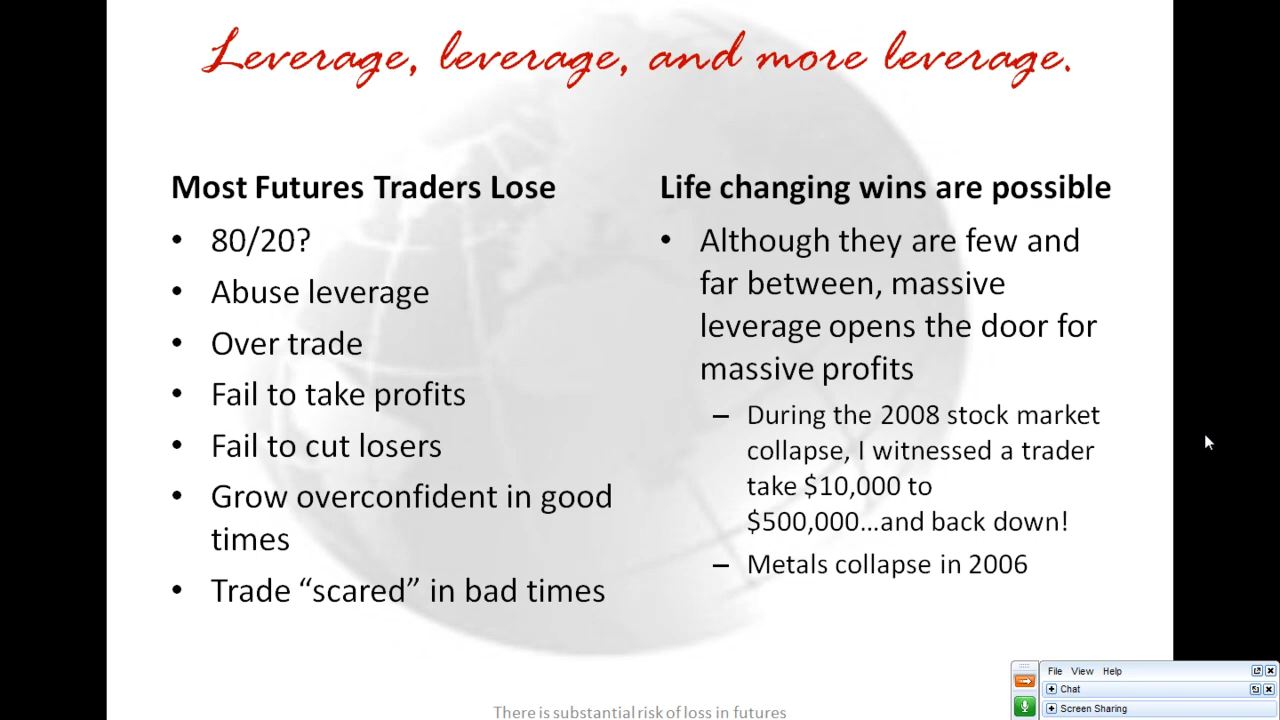 Leverage, leverage, and more leverage.
Most Futures Traders Lose
• 80/20?
• Abuse leverage
• Over trade
• Fail to take profits
• Fail to cut losers
• Grow overconfident in good
times
• Trade “scared” in bad times
Life changing wins are possible
• Although they are few and
far between, massive
leverage opens the door for
massive profits
– During the 2008 stock market
collapse, I witnessed a trader
take $10,000 to
$500,000…and back down!
– Metals collapse in 2006
There is substantial risk of loss in futures
File View Help
Chat
Screen Sharing